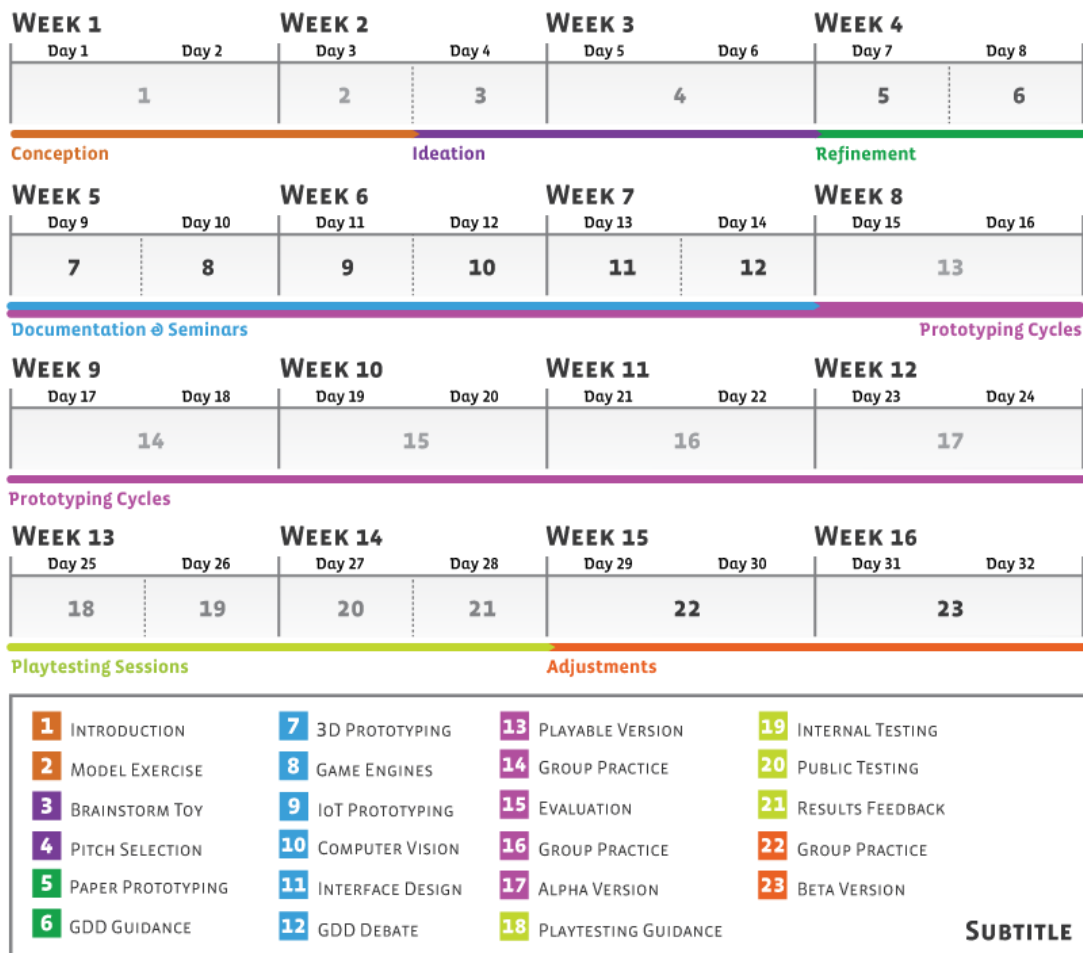 WEEK 1 WEEK 2 WEEK 3 WEEK 4
Day 1 Day 2 Day 3 Day 4 Day 5 Day 6 Day 7 Day 8
1 2 3 4 5 6
Conception Ideation Refinement
WEEK 5 WEEK 6 WEEK 7 WEEK 8
Day 9 Day 10 Day 11 Day 12 Day 13 Day 14 Day 15 Day 16
7 8 9 10 11 12 13
Documentation & Seminars Prototyping Cycles
WEEK 9 WEEK 10 WEEK 11 WEEK 12
Day 17 Day 18 Day 19 Day 20 Day 21 Day 22 Day 23 Day 24
14 15 16 17
Prototyping Cycles
WEEK 13 WEEK 14 WEEK 15 WEEK 16
Day 25 Day 26 Day 27 Day 28 Day 29 Day 30 Day 31 Day 32
18 19 20 21 22 23
Playtesting Sessions Adjustments
1 INTRODUCTION
2 MODEL EXERCISE
3 BRAINSTORM TOY
4 PITCH SELECTION
5 PAPER PROTOTYPING
6 GDD GUIDANCE
7 3D PROTOTYPING
8 GAME ENGINES
9 IOT PROTOTYPING
10 COMPUTER VISION
11 INTERFACE DESIGN
12 GDD DEBATE
13 PLAYABLE VERSION
14 GROUP PRACTICE
15 EVALUATION
16 GROUP PRACTICE
17 ALPHA VERSION
18 PLAYTESTING GUIDANCE
19 INTERNAL TESTING
20 PUBLIC TESTING
21 RESULTS FEEDBACK
22 GROUP PRACTICE
23 BETA VERSION
SUBTITLE